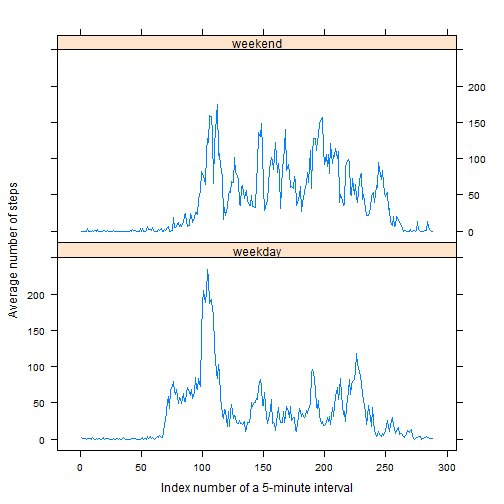 weekend
200
150
100
50
0
Average number of steps
weekday
200
150
100
50
0
0 50 100 150 200 250 300
Index number of a 5-minute interval